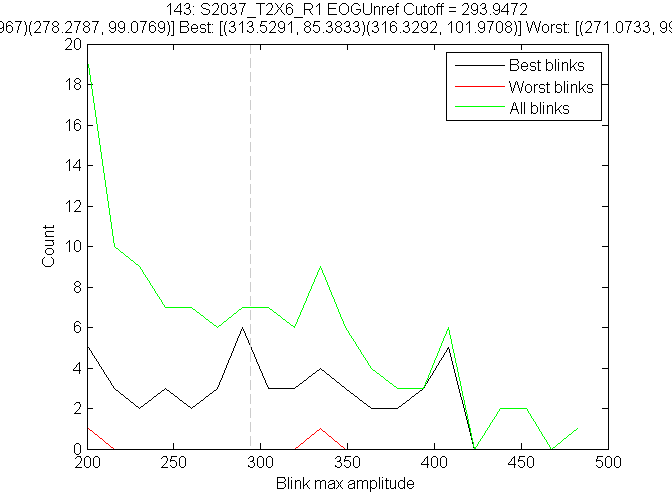 143: S2037_T2X6_R1 EOGUnref Cutoff = 293.9472
967)(278.2787, 99.0769)] Best: [(313.5291, 85.3833)(316.3292, 101.9708)] Worst: [(271.0733, 99
20
18
16
14
12
10
8
6
4
2
0
Count
Best blinks
Worst blinks
All blinks
200 250 300 350 400 450 500
Blink max amplitude